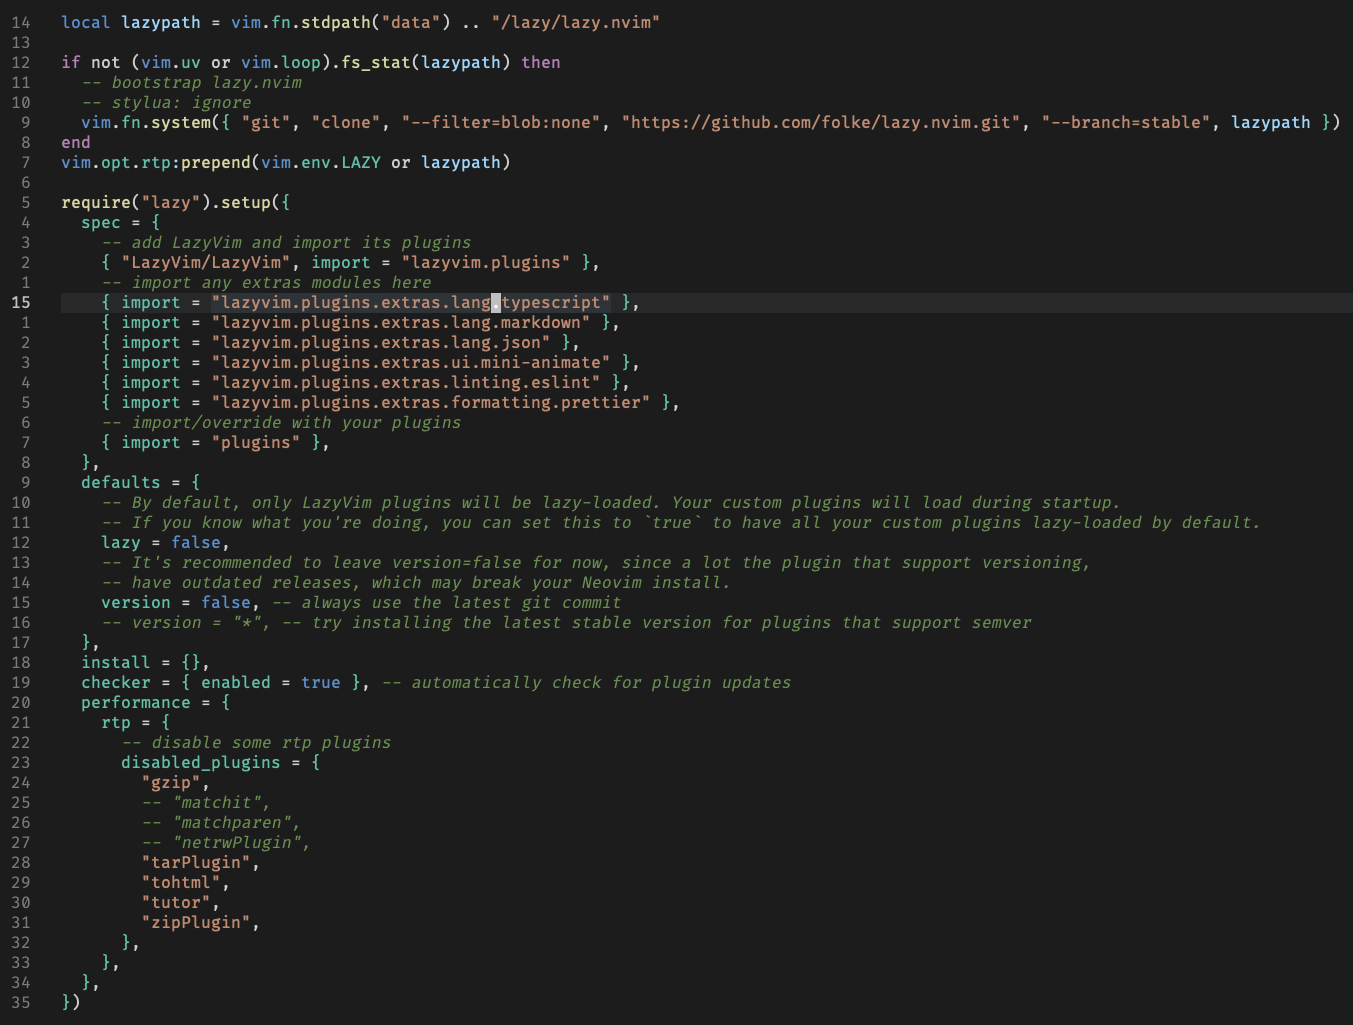 14 local lazypath = vim.fn.stdpath("data") .. "/lazy/lazy.nvim"
13
12 if not (vim.uv or vim.loop).fs_stat(lazypath) then
11   -- bootstrap lazy.nvim
10   -- stylua: ignore
9   vim.fn.system({ "git", "clone", "--filter=blob:none", "https://github.com/folke/lazy.nvim.git", "--branch=stable", lazypath })
8 end
7 vim.opt.rtp:prepend(vim.env.LAZY or lazypath)
6
5 require("lazy").setup({
4   spec = {
3     -- add LazyVim and import its plugins
2     { "LazyVim/LazyVim", import = "lazyvim.plugins" },
1     -- import any extras modules here
15     { import = "lazyvim.plugins.extras.lang.typescript" },
1     { import = "lazyvim.plugins.extras.lang.markdown" },
2     { import = "lazyvim.plugins.extras.lang.json" },
3     { import = "lazyvim.plugins.extras.ui.mini-animate" },
4     { import = "lazyvim.plugins.extras.linting.eslint" },
5     { import = "lazyvim.plugins.extras.formatting.prettier" },
6     -- import/override with your plugins
7     { import = "plugins" },
8   },
9   defaults = {
10     -- By default, only LazyVim plugins will be lazy-loaded. Your custom plugins will load during startup.
11     -- If you know what you're doing, you can set this to `true` to have all your custom plugins lazy-loaded by default.
12     lazy = false,
13     -- It's recommended to leave version=false for now, since a lot the plugin that support versioning,
14     -- have outdated releases, which may break your Neovim install.
15     version = false, -- always use the latest git commit
16     -- version = "*", -- try installing the latest stable version for plugins that support semver
17   },
18   install = {},
19   checker = { enabled = true }, -- automatically check for plugin updates
20   performance = {
21     rtp = {
22       -- disable some rtp plugins
23       disabled_plugins = {
24         "gzip",
25         -- "matchit",
26         -- "matchparen",
27         -- "netrwPlugin",
28         "tarPlugin",
29         "tohtml",
30         "tutor",
31         "zipPlugin",
32       },
33     },
34   },
35 })